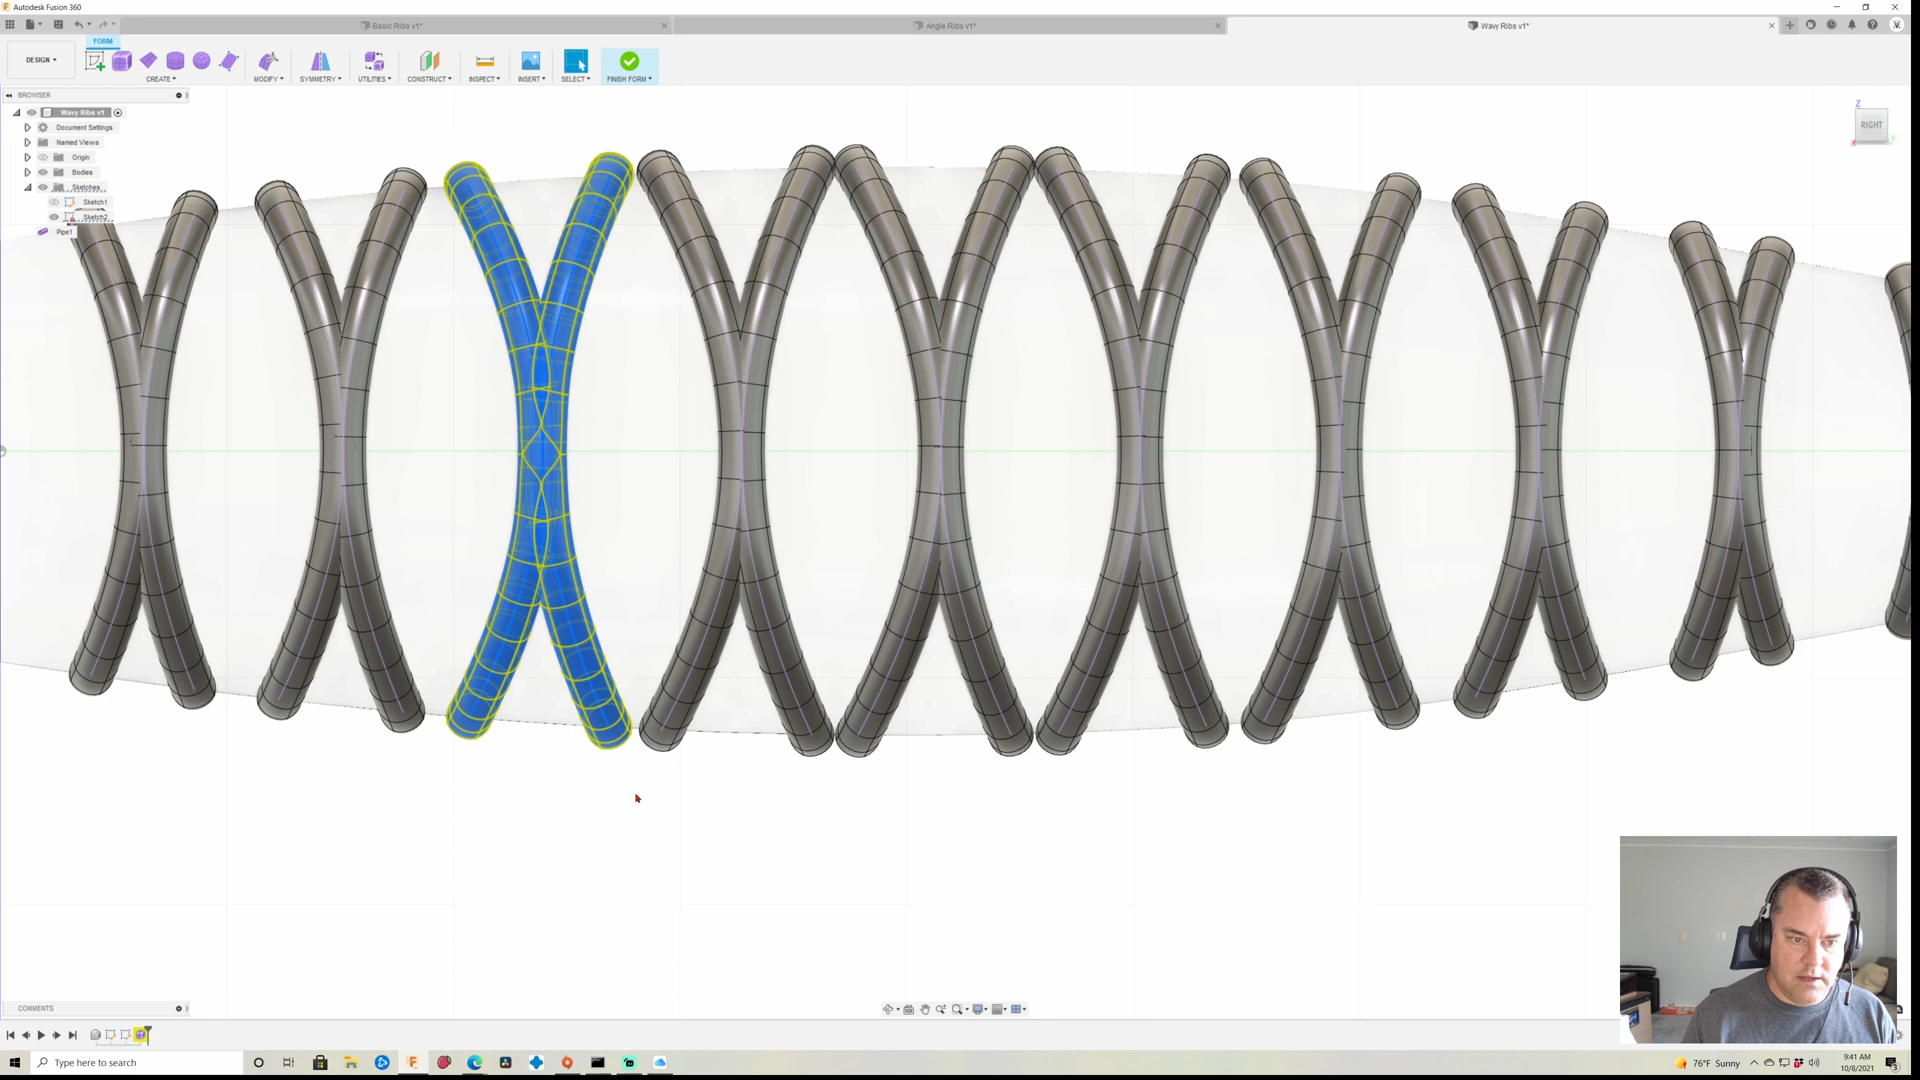 Autodesk Fusion 360
Basic Ribs v1*
Angle Ribs v1*
Wavy Ribs v1*
FORM
DESIGN
CREATE
MODIFY
SYMMETRY
UTILITIES
CONSTRUCT
INSPECT
INSERT
SELECT
FINISH FORM
BROWSER
Wavy Ribs v1
Document Settings
Named Views
Origin
Bodies
Sketches
Sketch1
Sketch2
Pipe1
Z
RIGHT
COMMENTS
Type here to search
76°F Sunny
9:41 AM
10/8/2021